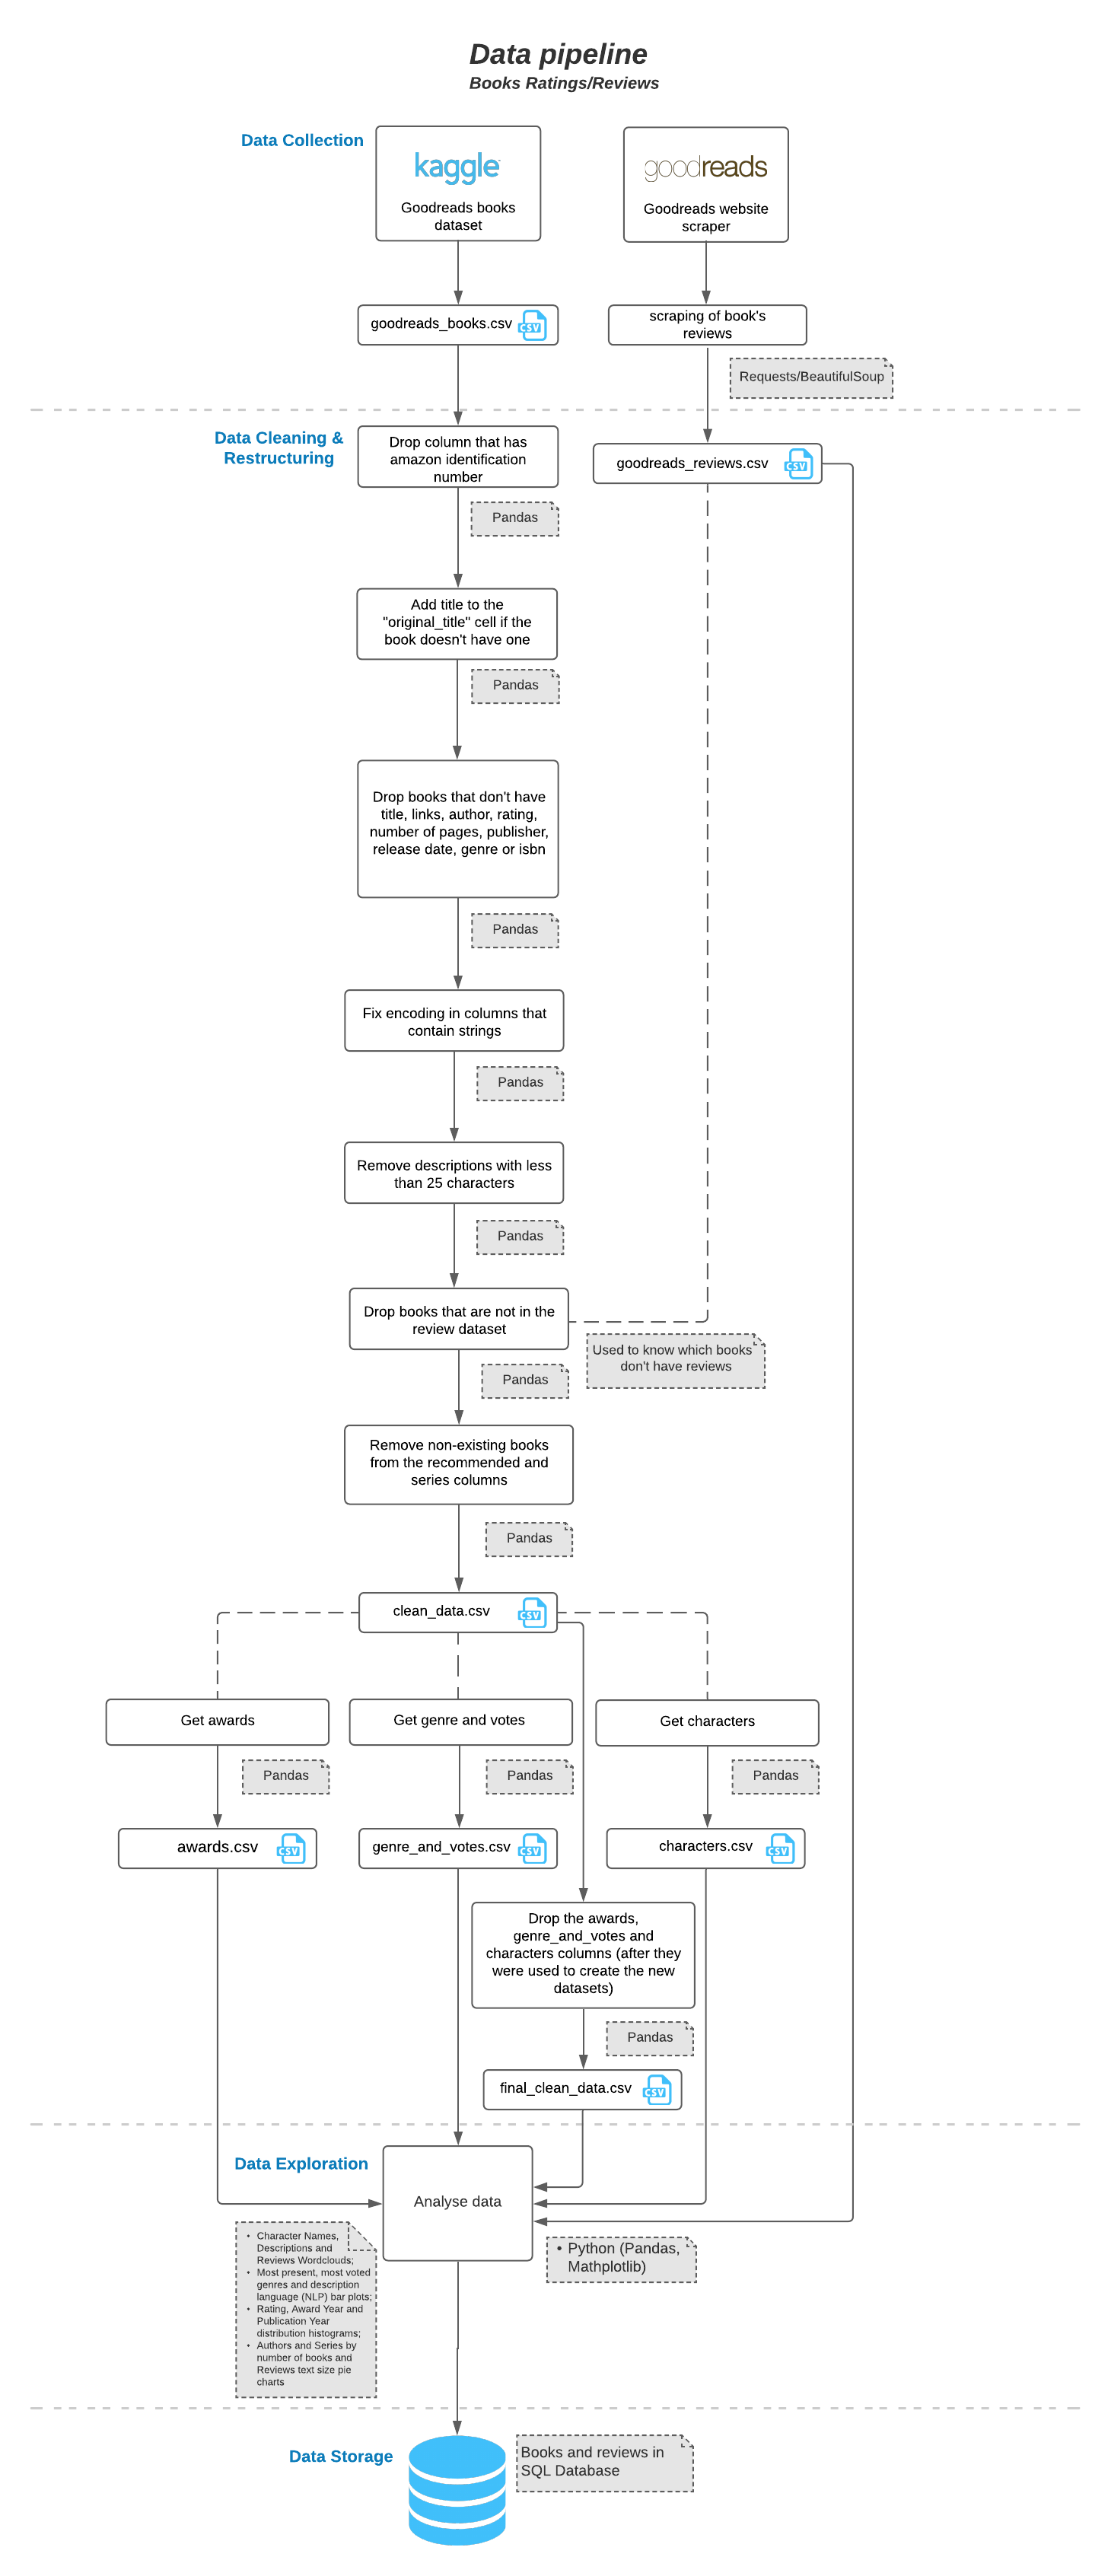 Data pipeline
Books Ratings/Reviews
Data Collection
kaggle
Goodreads books
dataset
goodreads
Goodreads website
scraper
goodreads_books.csv
CSV
scraping of book's
reviews
Requests/BeautifulSoup
Data Cleaning &
Restructuring
Drop column that has
amazon identification
number
goodreads_reviews.csv
CSV
Pandas
Add title to the
"original_title" cell if the
book doesn't have one
Pandas
Drop books that don't have
title, links, author, rating,
number of pages, publisher,
release date, genre or isbn
Pandas
Fix encoding in columns that
contain strings
Pandas
Remove descriptions with less
than 25 characters
Pandas
Drop books that are not in the
review dataset
Used to know which books
don't have reviews
Pandas
Remove non-existing books
from the recommended and
series columns
Pandas
clean_data.csv
CSV
Get awards
Get genre and votes
Get characters
Pandas
Pandas
Pandas
awards.csv
CSV
genre_and_votes.csv
CSV
characters.csv
CSV
Drop the awards,
genre_and_votes and
characters columns (after they
were used to create the new
datasets)
Pandas
final_clean_data.csv
CSV
Data Exploration
Analyse data
• Character Names,
Descriptions and
Reviews Wordclouds;
• Most present, most voted
genres and description
language (NLP) bar plots;
• Rating, Award Year and
Publication Year
distribution histograms;
• Authors and Series by
number of books and
Reviews text size pie
charts
• Python (Pandas,
Mathplotlib)
Data Storage
Books and reviews in
SQL Database